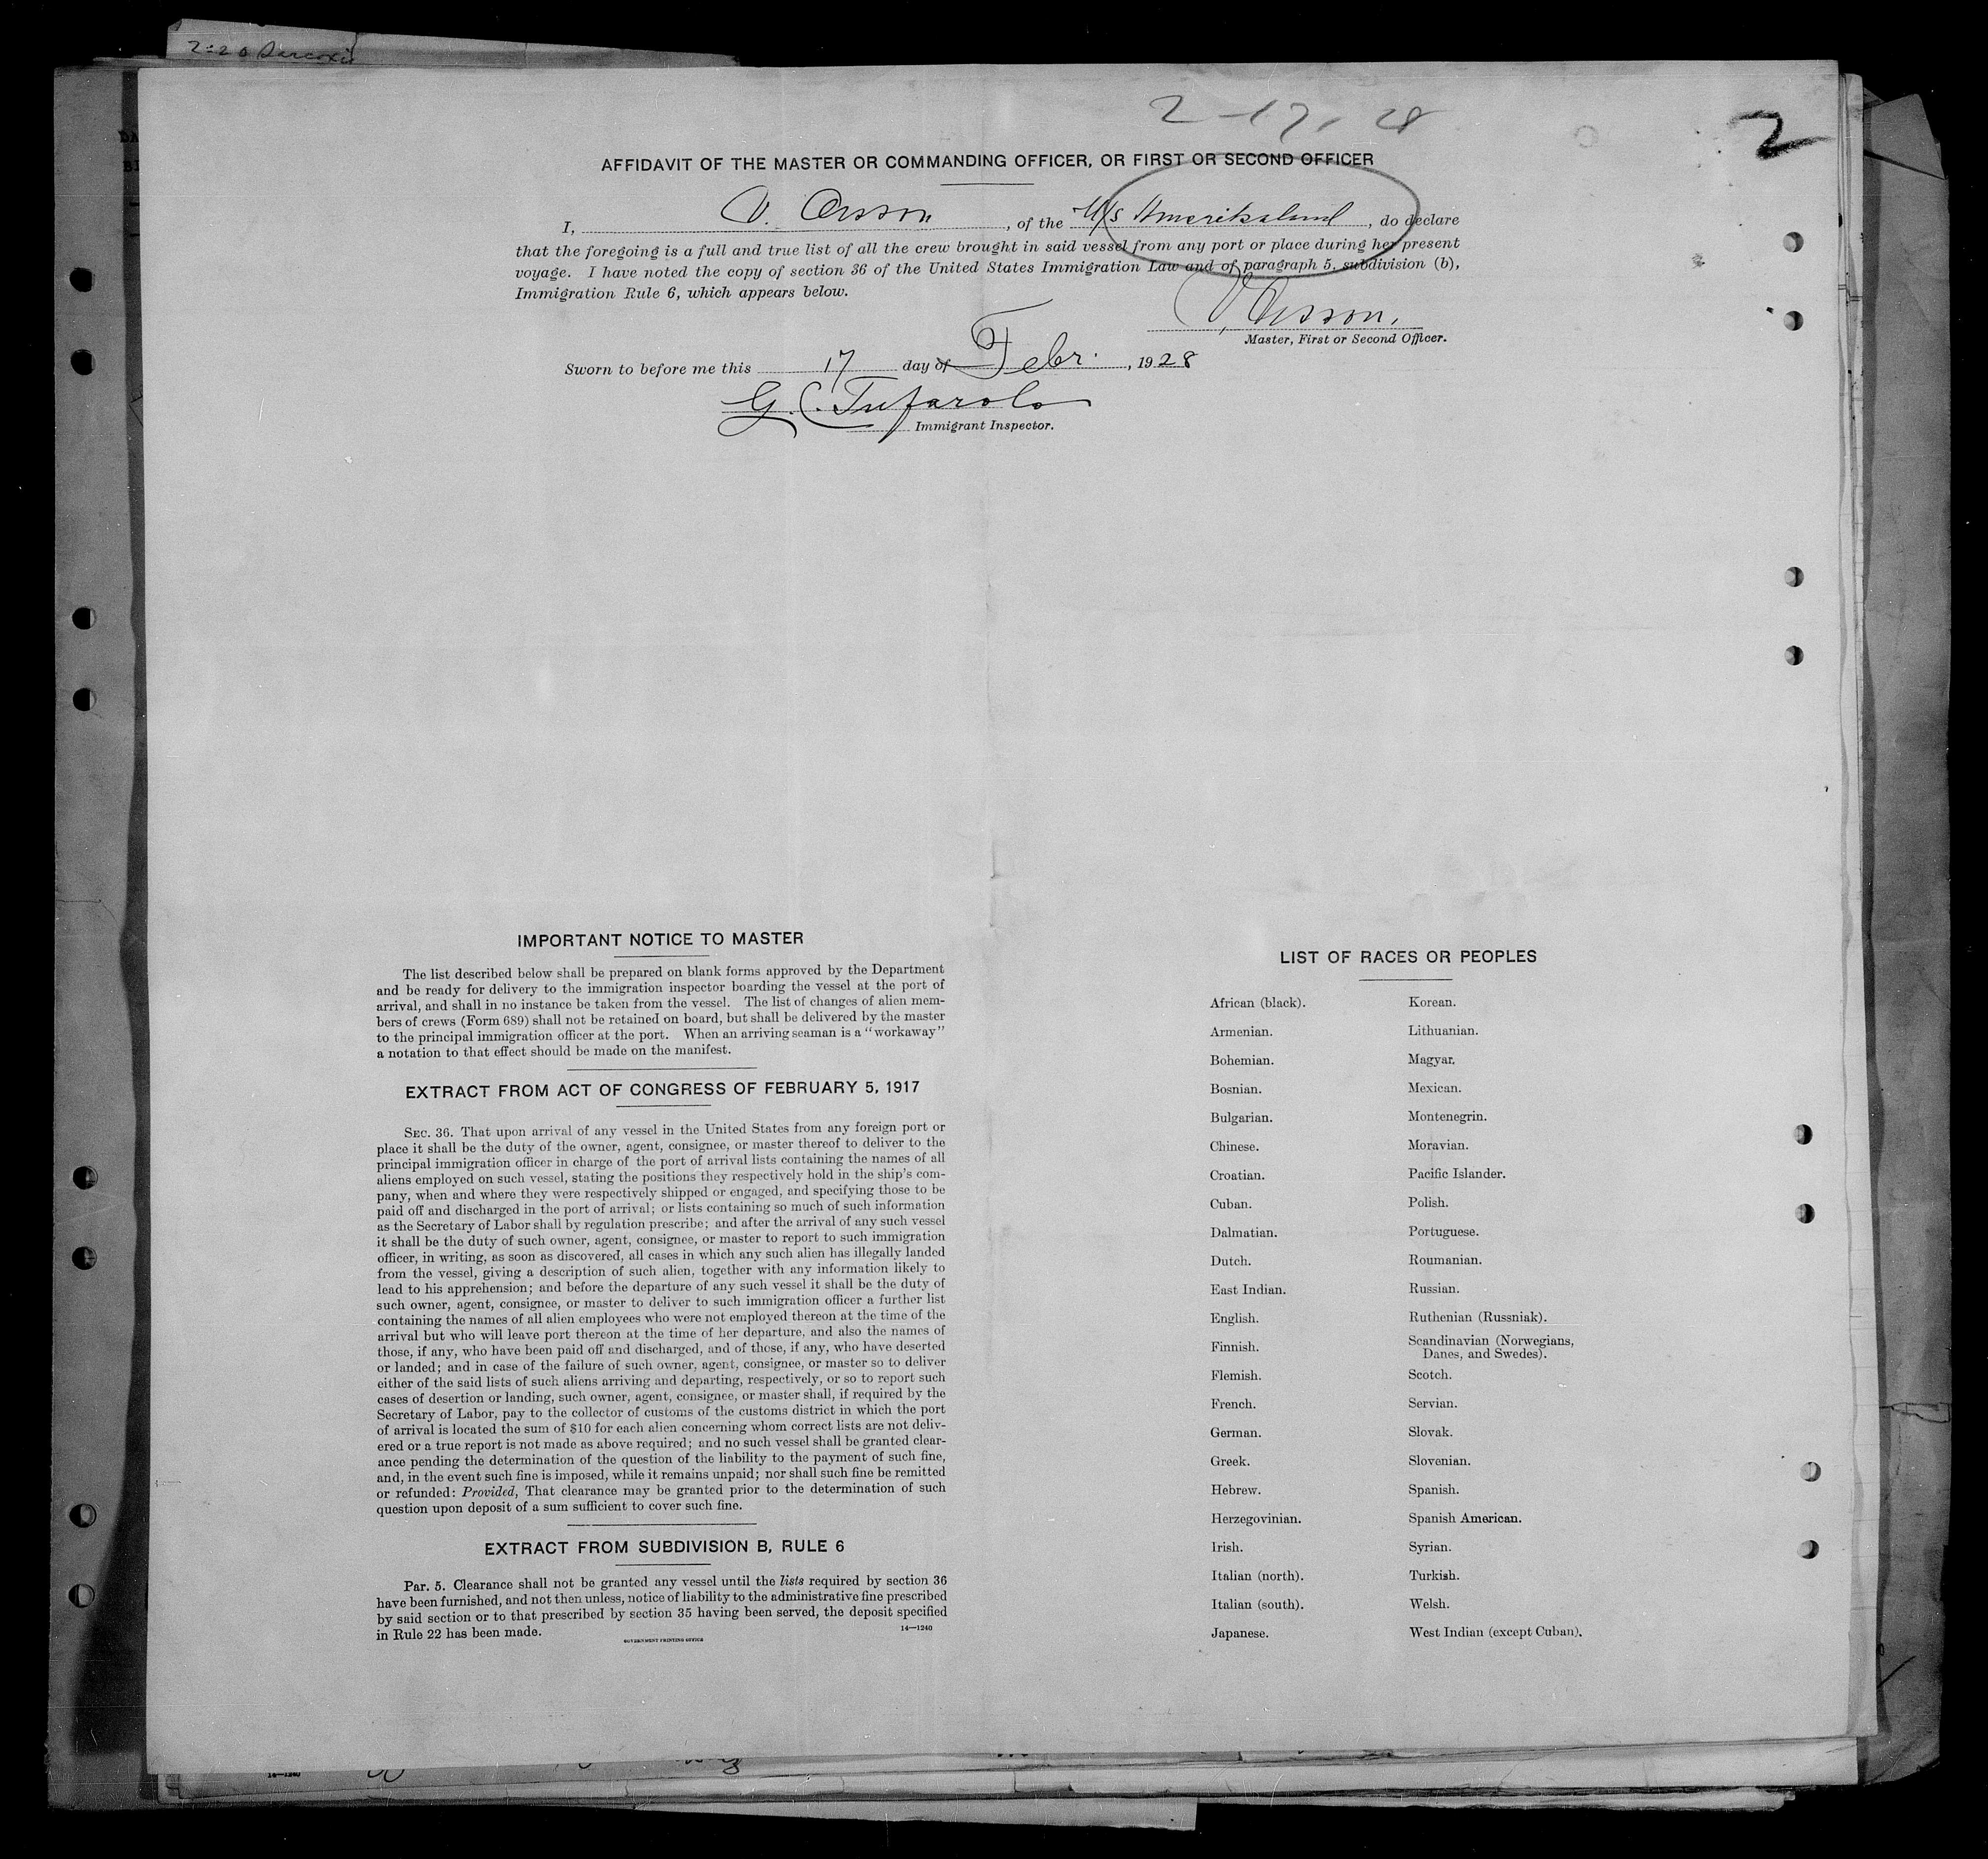 2-17-28
2
AFFIDAVIT OF THE MASTER OR COMMANDING OFFICER, OR FIRST OR SECOND OFFICER
I, V. , of the M/s Amerikaland, do declare
that the foregoing is a full and true list of all the crew brought in said vessel from any port or place during her present
voyage. I have noted the copy of section 36 of the United States Immigration Law and of paragraph 5, subdivision (b),
Immigration Rule 6, which appears below.
Master, First or Second Officer.
Sworn to before me this 17 day of Febr. , 1928
G. C. Tufarolo
Immigrant Inspector.
IMPORTANT NOTICE TO MASTER
The list described below shall be prepared on blank forms approved by the Department
and be ready for delivery to the immigration inspector boarding the vessel at the port of
arrival, and shall in no instance be taken from the vessel. The list of changes of alien mem-
bers of crews (Form 689) shall not be retained on board, but shall be delivered by the master
to the principal immigration officer at the port. When an arriving seaman is a "workaway"
a notation to that effect should be made on the manifest.
EXTRACT FROM ACT OF CONGRESS OF FEBRUARY 5, 1917
SEC. 36. That upon arrival of any vessel in the United States from any foreign port or
place it shall be the duty of the owner, agent, consignee, or master thereof to deliver to the
principal immigration officer in charge of the port of arrival lists containing the names of all
aliens employed on such vessel, stating the positions they respectively hold in the ship's com-
pany, when and where they were respectively shipped or engaged, and specifying those to be
paid off and discharged in the port of arrival; or lists containing so much of such information
as the Secretary of Labor shall by regulation prescribe; and after the arrival of any such vessel
it shall be the duty of such owner, agent, consignee, or master to report to such immigration
officer, in writing, as soon as discovered, all cases in which any such alien has illegally landed
from the vessel, giving a description of such alien, together with any information likely to
lead to his apprehension; and before the departure of any such vessel it shall be the duty of
such owner, agent, consignee, or master to deliver to such immigration officer a further list
containing the names of all alien employees who were not employed thereon at the time of the
arrival but who will leave port thereon at the time of her departure, and also the names of
those, if any, who have been paid off and discharged, and of those, if any, who have deserted
or landed; and in case of the failure of such owner, agent, consignee, or master so to deliver
either of the said lists of such aliens arriving and departing, respectively, or so to report such
cases of desertion or landing, such owner, agent, consignee, or master shall, if required by the
Secretary of Labor, pay to the collector of customs of the customs district in which the port
of arrival is located the sum of $10 for each alien concerning whom correct lists are not deliv-
ered or a true report is not made as above required; and no such vessel shall be granted clear-
ance pending the determination of the question of the liability to the payment of such fine,
and, in the event such fine is imposed, while it remains unpaid; nor shall such fine be remitted
or refunded: Provided, That clearance may be granted prior to the determination of such
question upon deposit of a sum sufficient to cover such fine.
EXTRACT FROM SUBDIVISION B, RULE 6
Par. 5. Clearance shall not be granted any vessel until the lists required by section 36
have been furnished, and not then unless, notice of liability to the administrative fine prescribed
by said section or to that prescribed by section 35 having been served, the deposit specified
in Rule 22 has been made.
GOVERNMENT PRINTING OFFICE
14—1240
LIST OF RACES OR PEOPLES
African (black).
Armenian.
Bohemian.
Bosnian.
Bulgarian.
Chinese.
Croatian.
Cuban.
Dalmatian.
Dutch.
East Indian.
English.
Finnish.
Flemish.
French.
German.
Greek.
Hebrew.
Herzegovinian.
Irish.
Italian (north).
Italian (south).
Japanese.
Korean.
Lithuanian.
Magyar.
Mexican.
Montenegrin.
Moravian.
Pacific Islander.
Polish.
Portuguese.
Roumanian.
Russian.
Ruthenian (Russniak).
Scandinavian (Norwegians,
Danes, and Swedes).
Scotch.
Servian.
Slovak.
Slovenian.
Spanish.
Spanish American.
Syrian.
Turkish.
Welsh.
West Indian (except Cuban).
14—1240